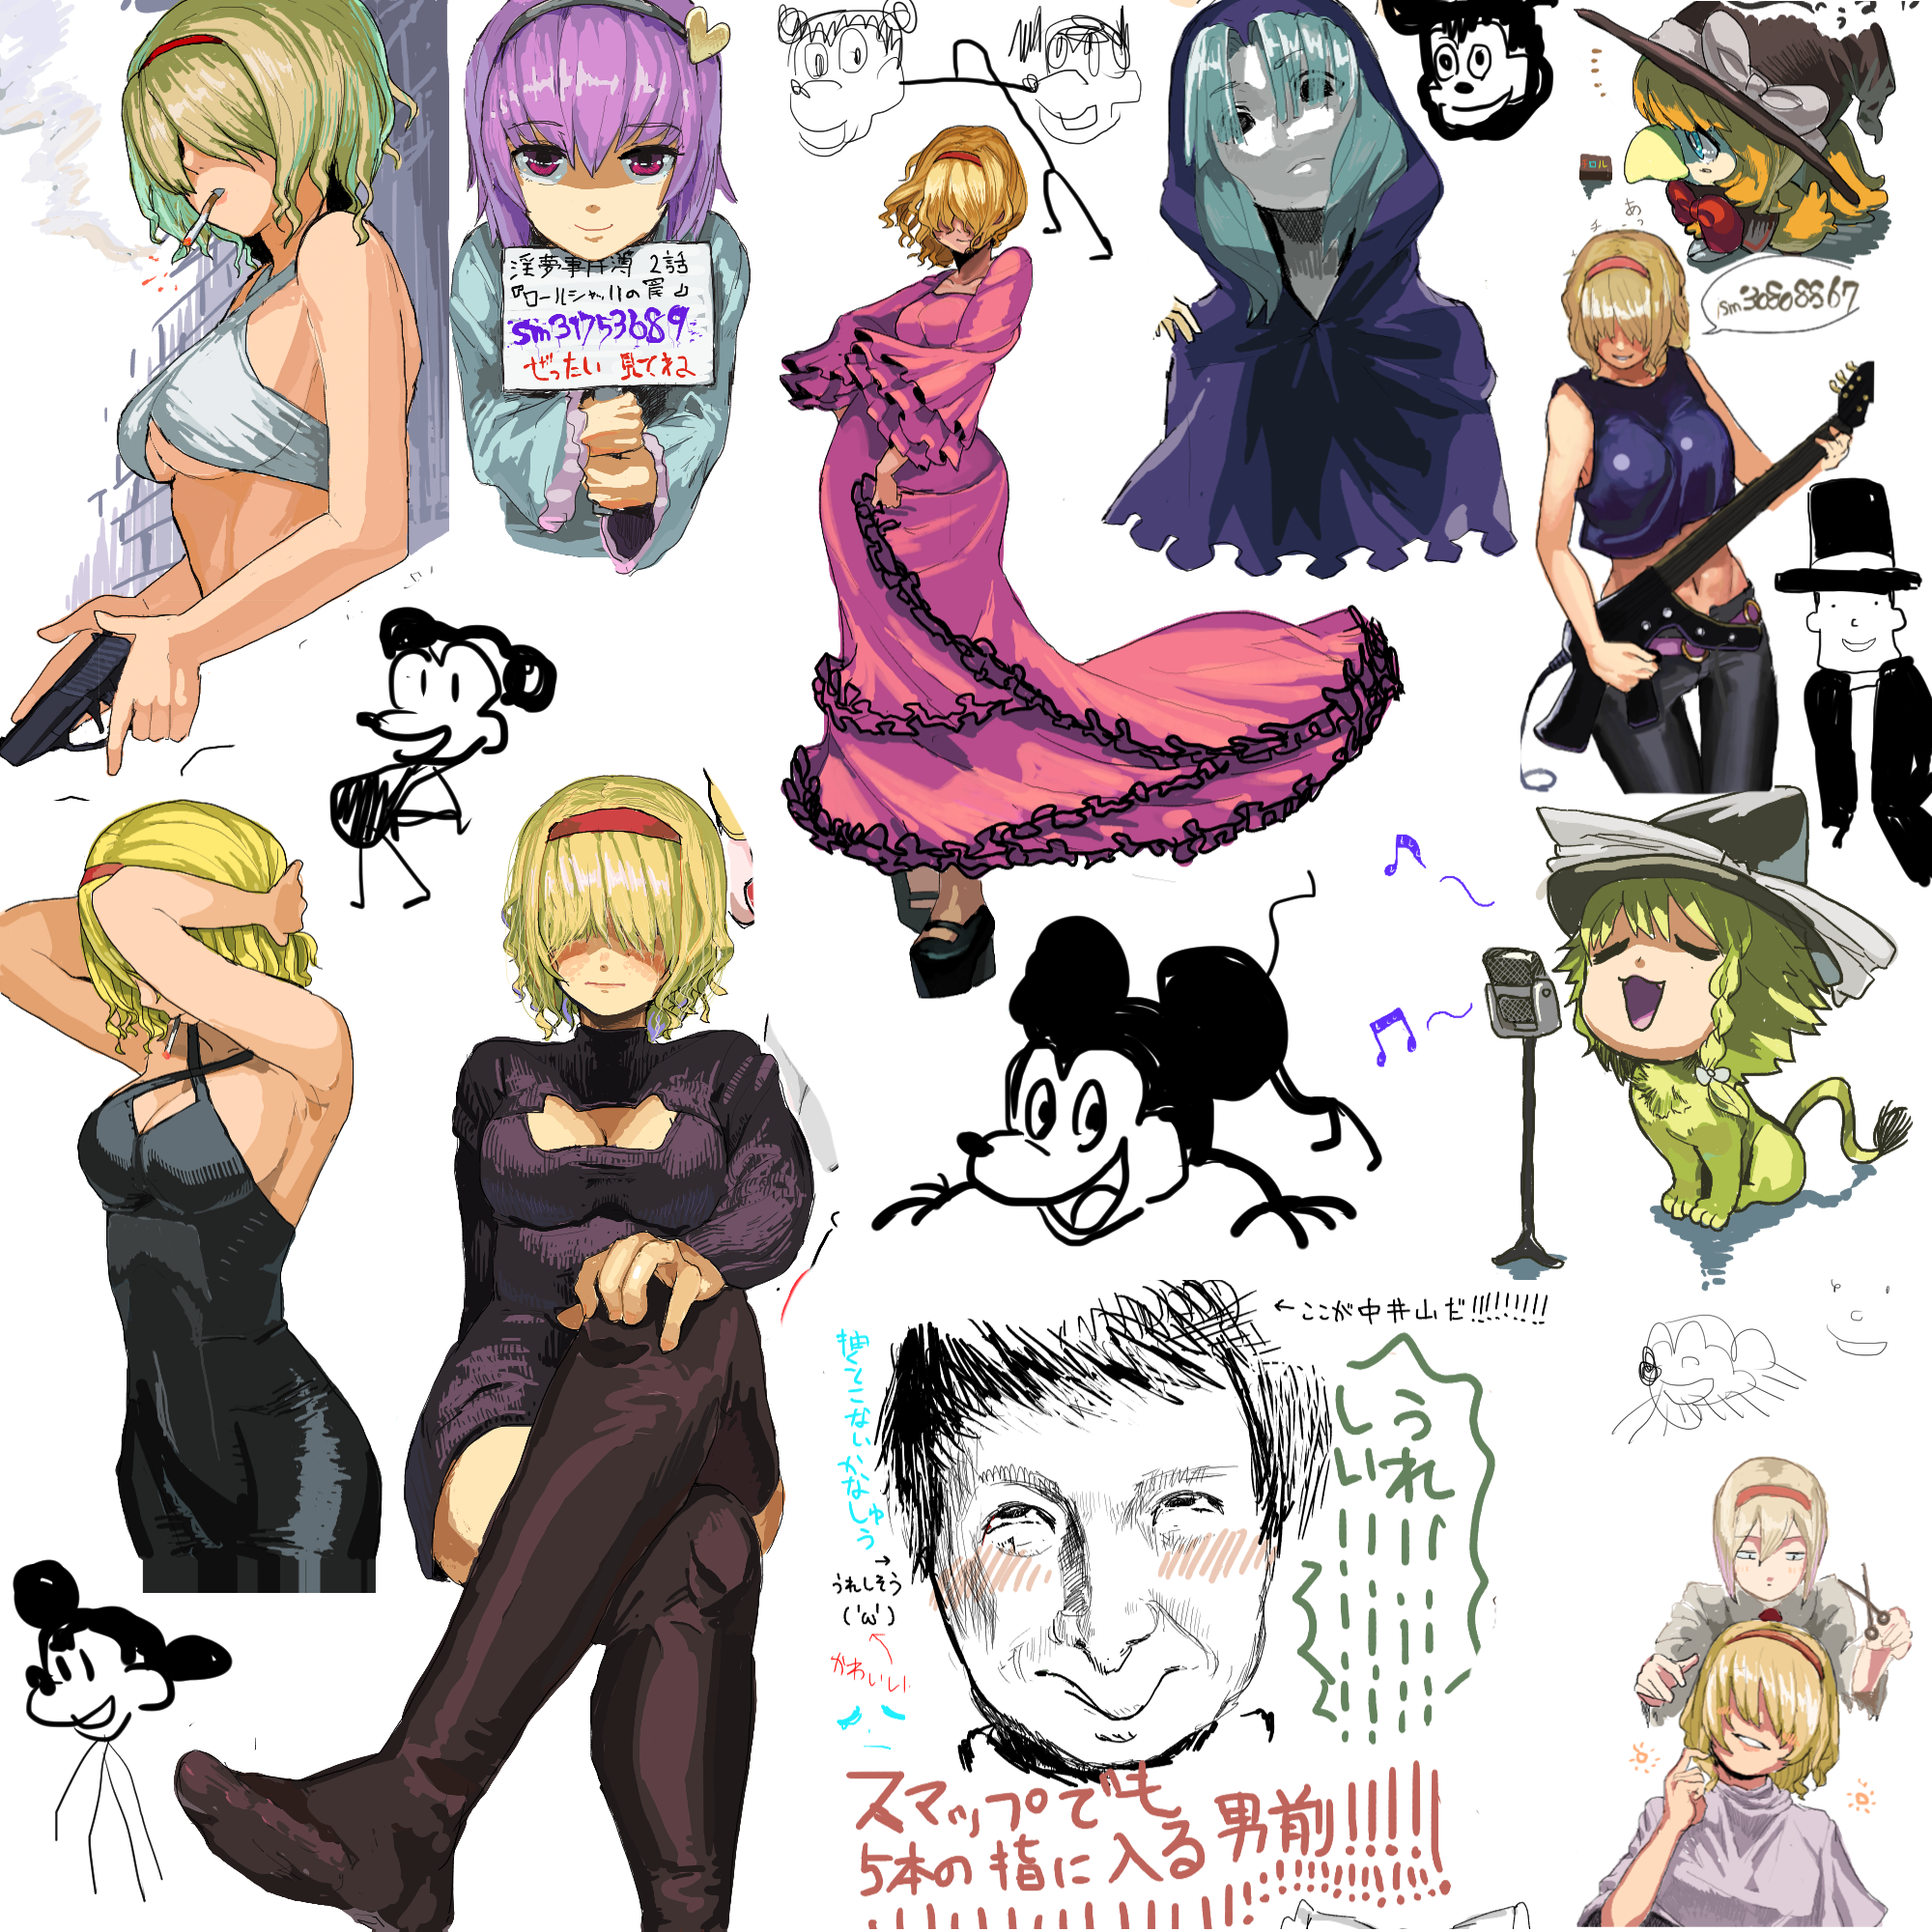 淫夢事件簿 2話
『ロールシャッハの罠』
sm31753689
ぜったい 見てね
チロル
あっ
sm30808867
←ここが中井山だ!!!!!!!!!
うれ
しい!!!!
抽くとこないかなしゅう
うれしそう
('ω')
かわいい
スマップでも
5本の指に入る男前!!!!!